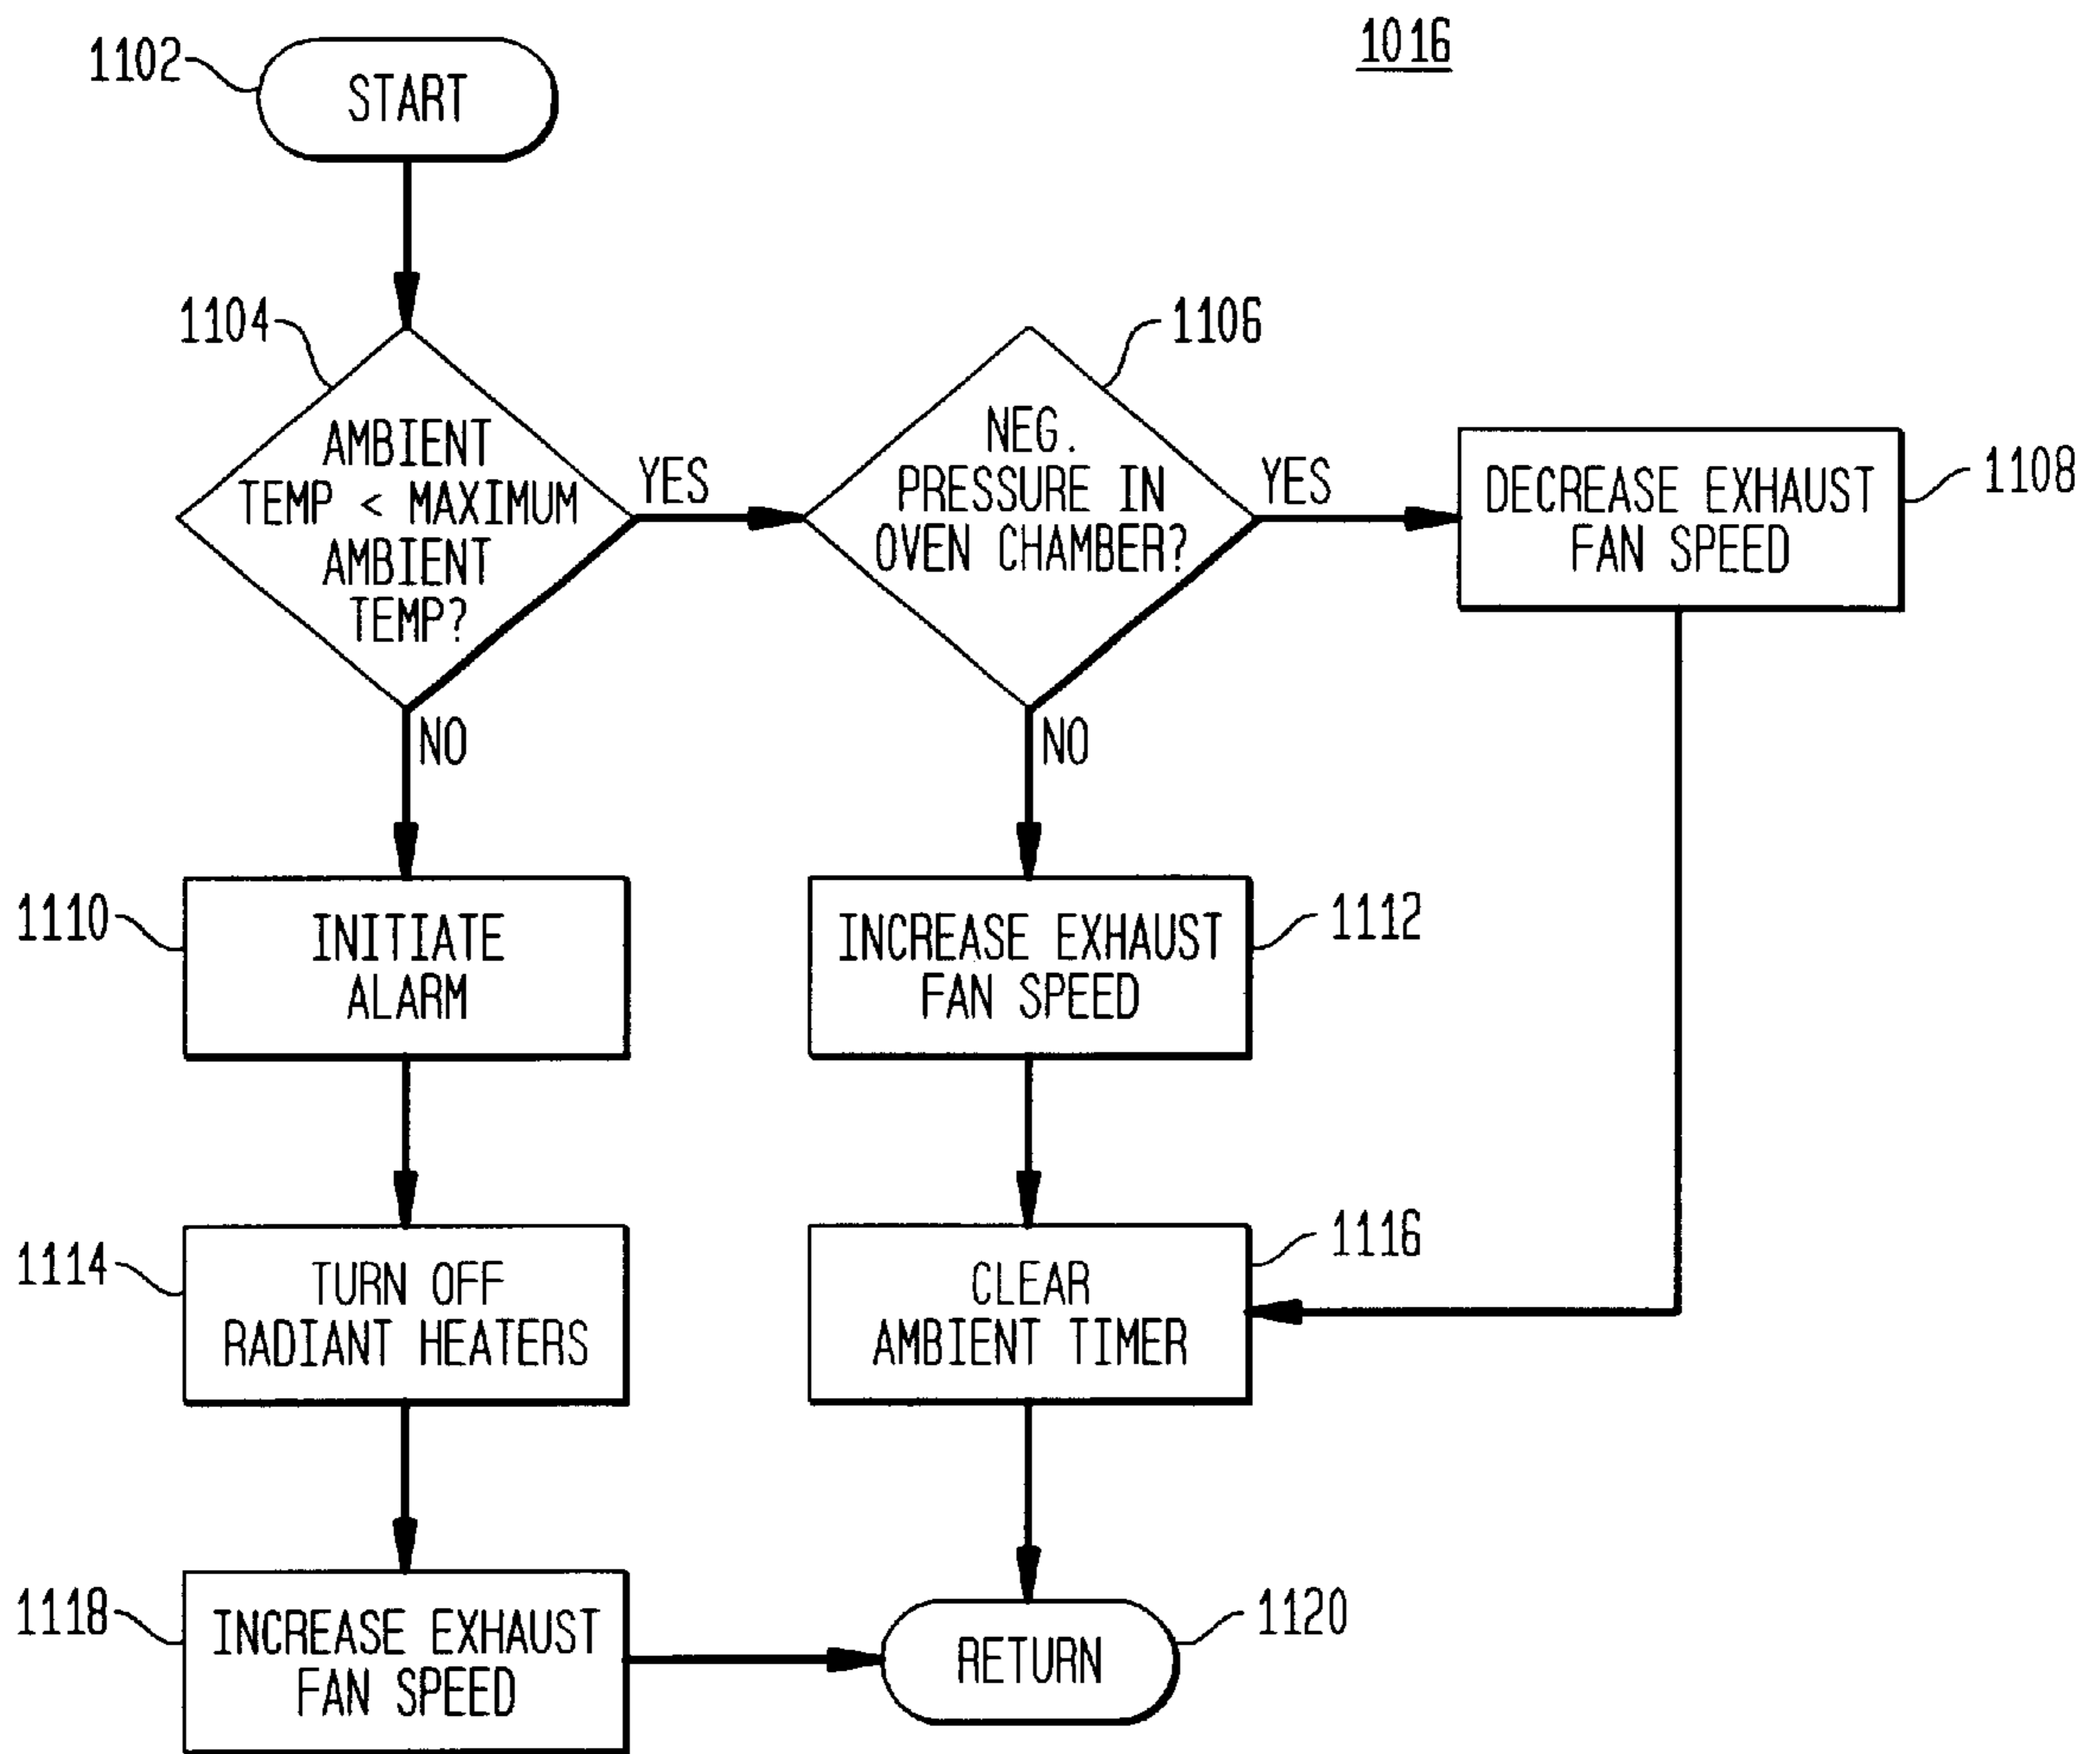 1016
1102
START
1104
AMBIENT
TEMP < MAXIMUM
AMBIENT
TEMP?
YES
NO
1106
NEG.
PRESSURE IN
OVEN CHAMBER?
YES
NO
DECREASE EXHAUST
FAN SPEED
1108
1110
INITIATE
ALARM
INCREASE EXHAUST
FAN SPEED
1112
1114
TURN OFF
RADIANT HEATERS
CLEAR
AMBIENT TIMER
1116
1118
INCREASE EXHAUST
FAN SPEED
RETURN
1120